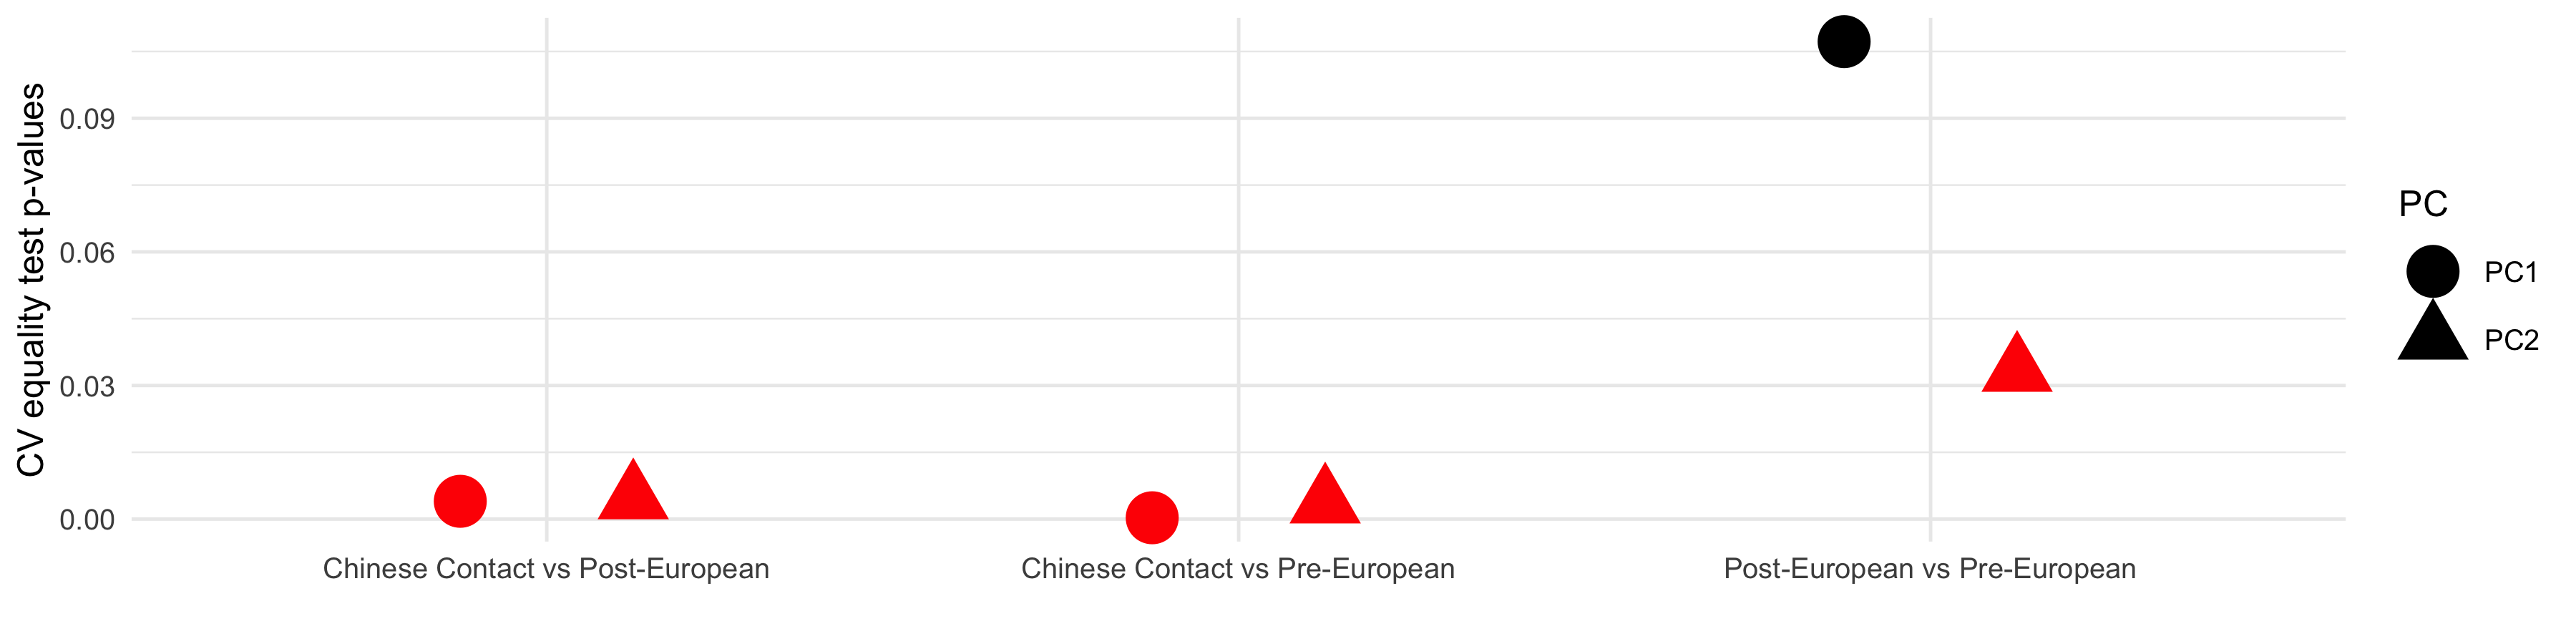 CV equality test p-values
0.09
0.06
0.03
0.00
Chinese Contact vs Post-European
Chinese Contact vs Pre-European
Post-European vs Pre-European
PC
PC1
PC2